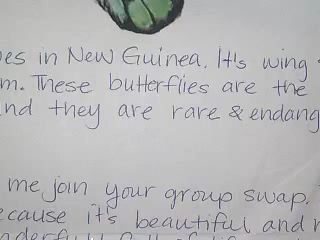 es in New Guinea. It's wing
m. These butterflies are the
nd they are rare & endang
me join your group swap.
ecause it's beautiful and